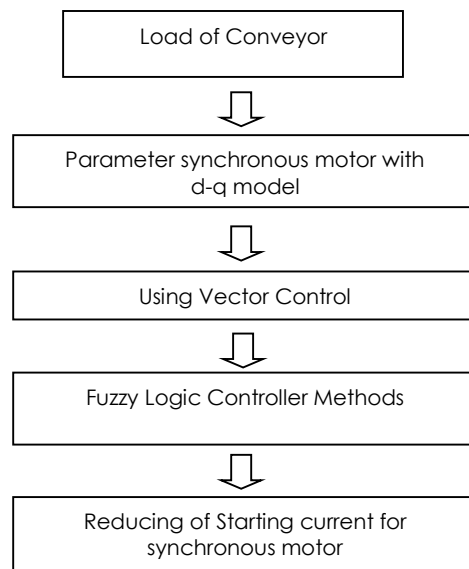 Load of Conveyor
Parameter synchronous motor with
d-q model
Using Vector Control
Fuzzy Logic Controller Methods
Reducing of Starting current for
synchronous motor